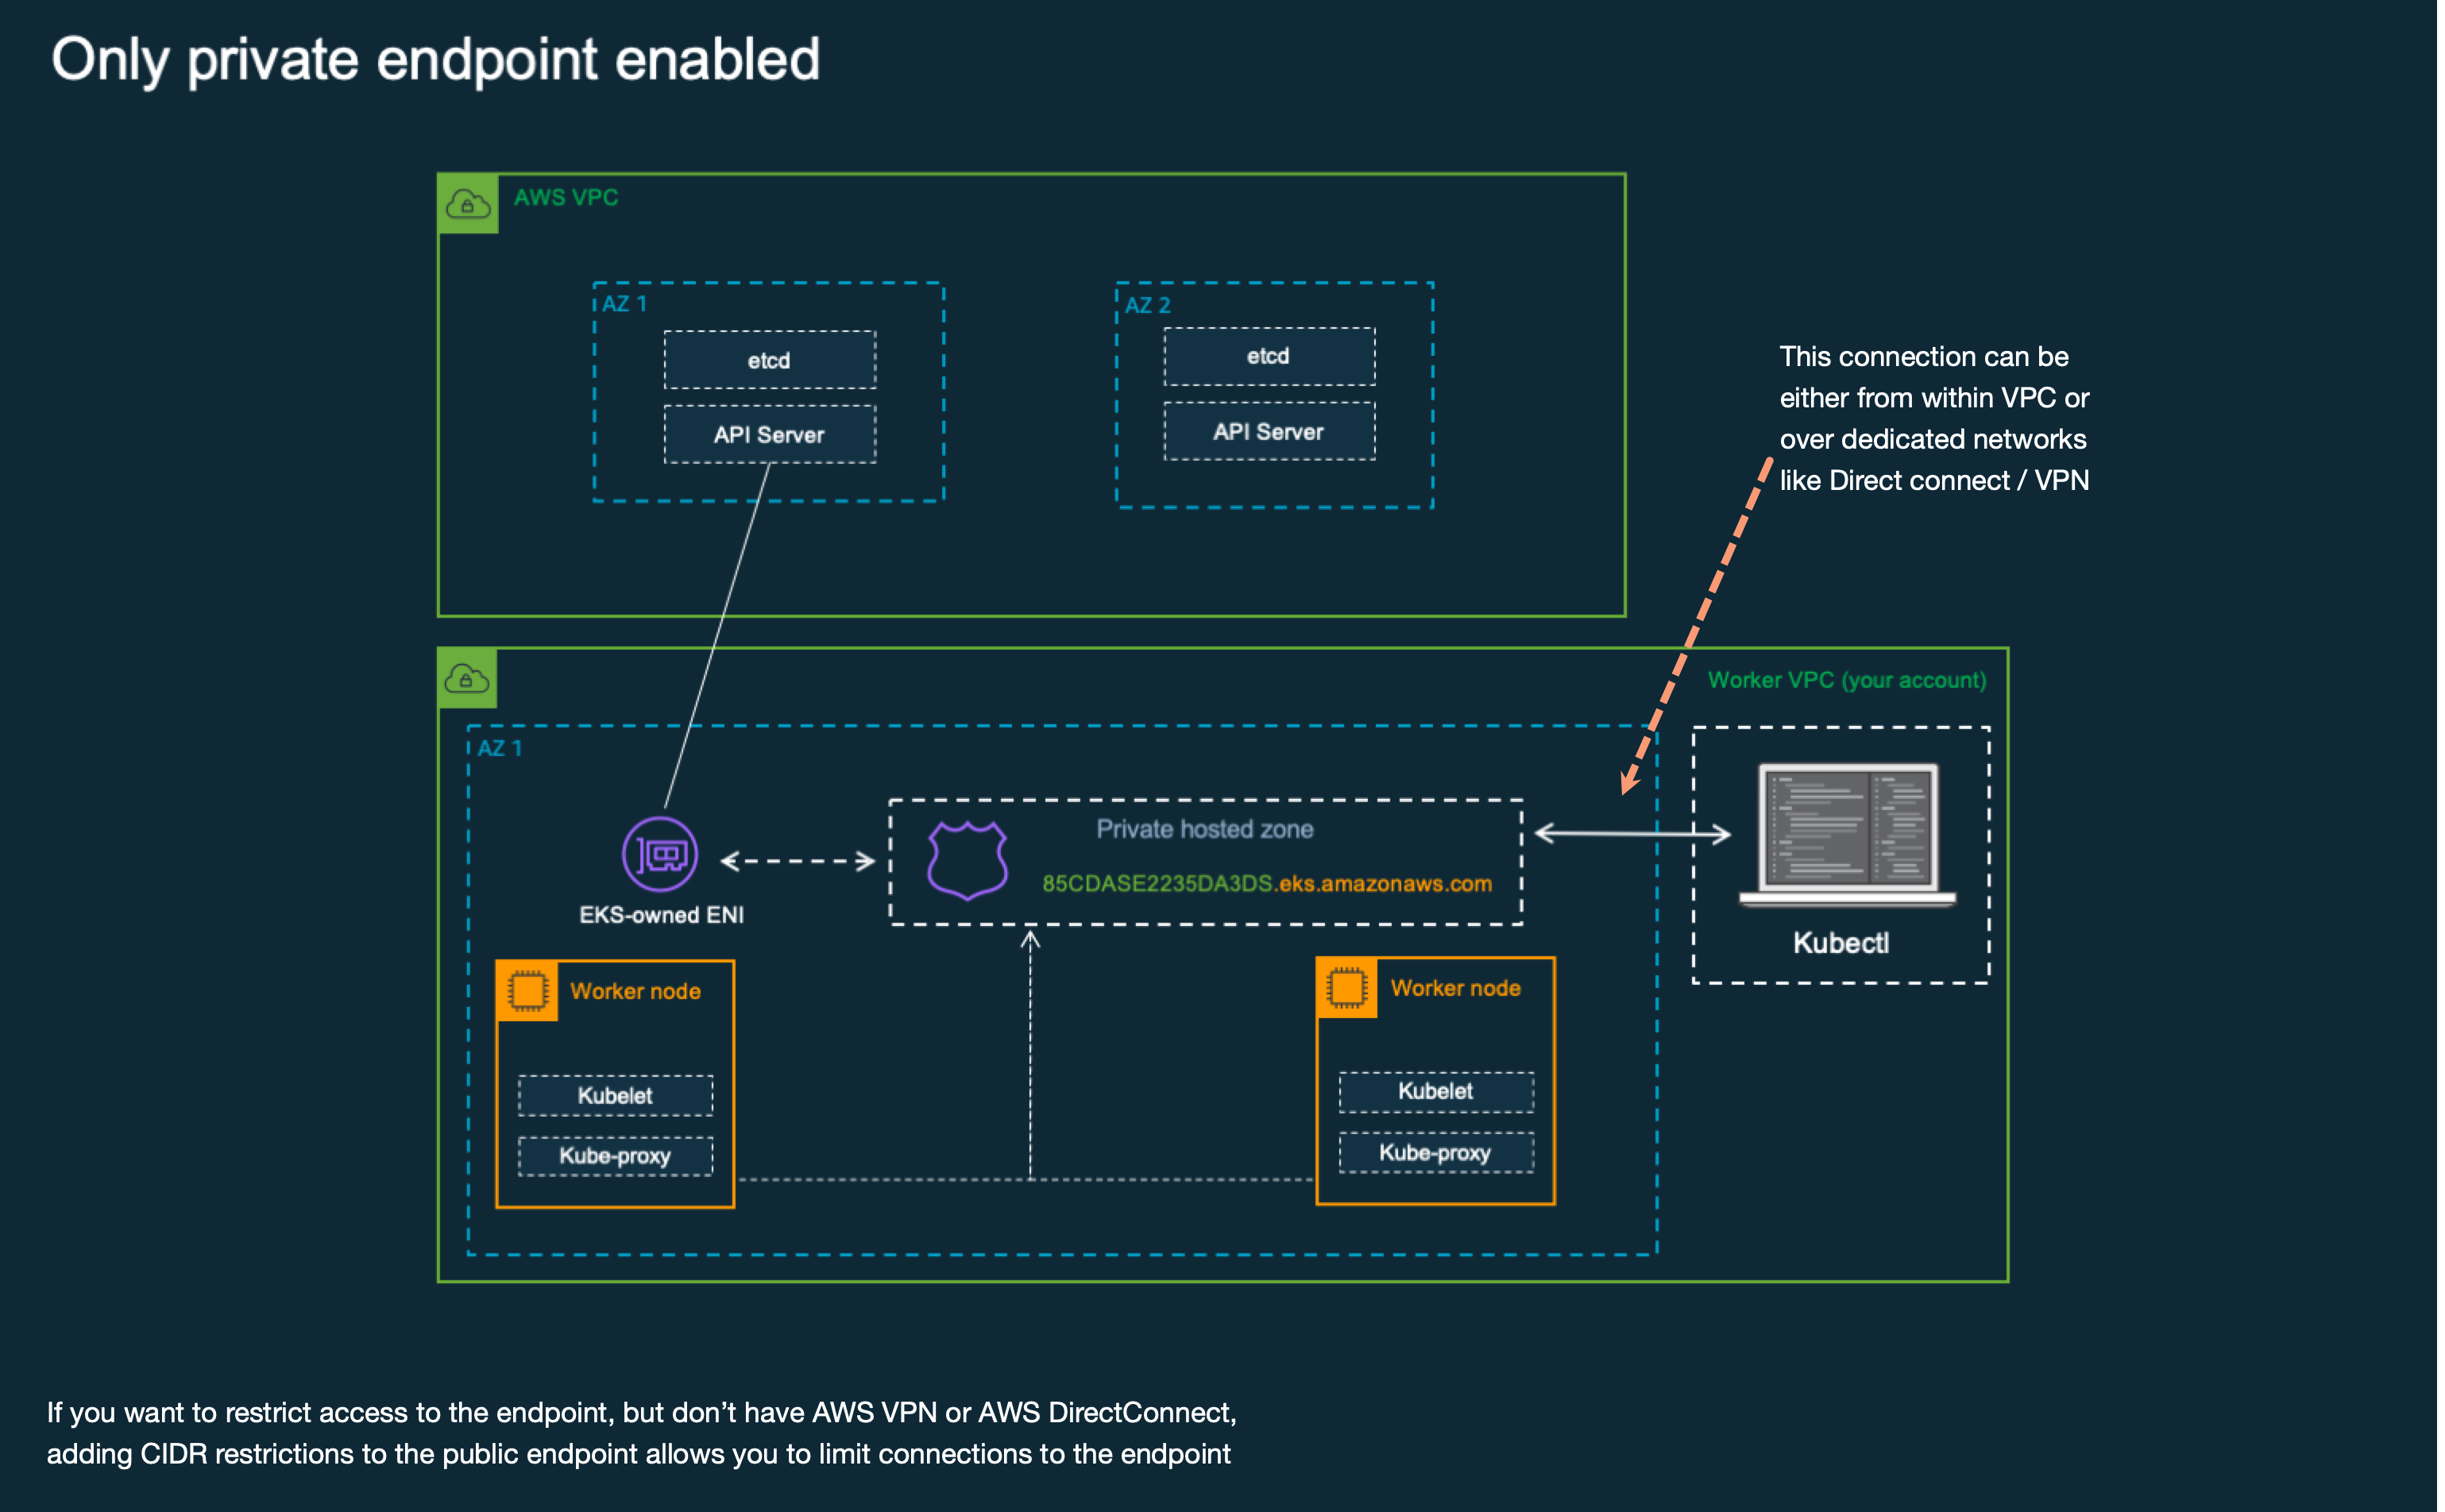 Only private endpoint enabled
AWS VPC
AZ 1
etcd
API Server
AZ 2
etcd
API Server
This connection can be
either from within VPC or
over dedicated networks
like Direct connect / VPN
Worker VPC (your account)
AZ 1
EKS-owned ENI
Private hosted zone
85CDASE2235DA3DS.eks.amazonaws.com
Kubectl
Worker node
Kubelet
Kube-proxy
Worker node
Kubelet
Kube-proxy
If you want to restrict access to the endpoint, but don’t have AWS VPN or AWS DirectConnect,
adding CIDR restrictions to the public endpoint allows you to limit connections to the endpoint